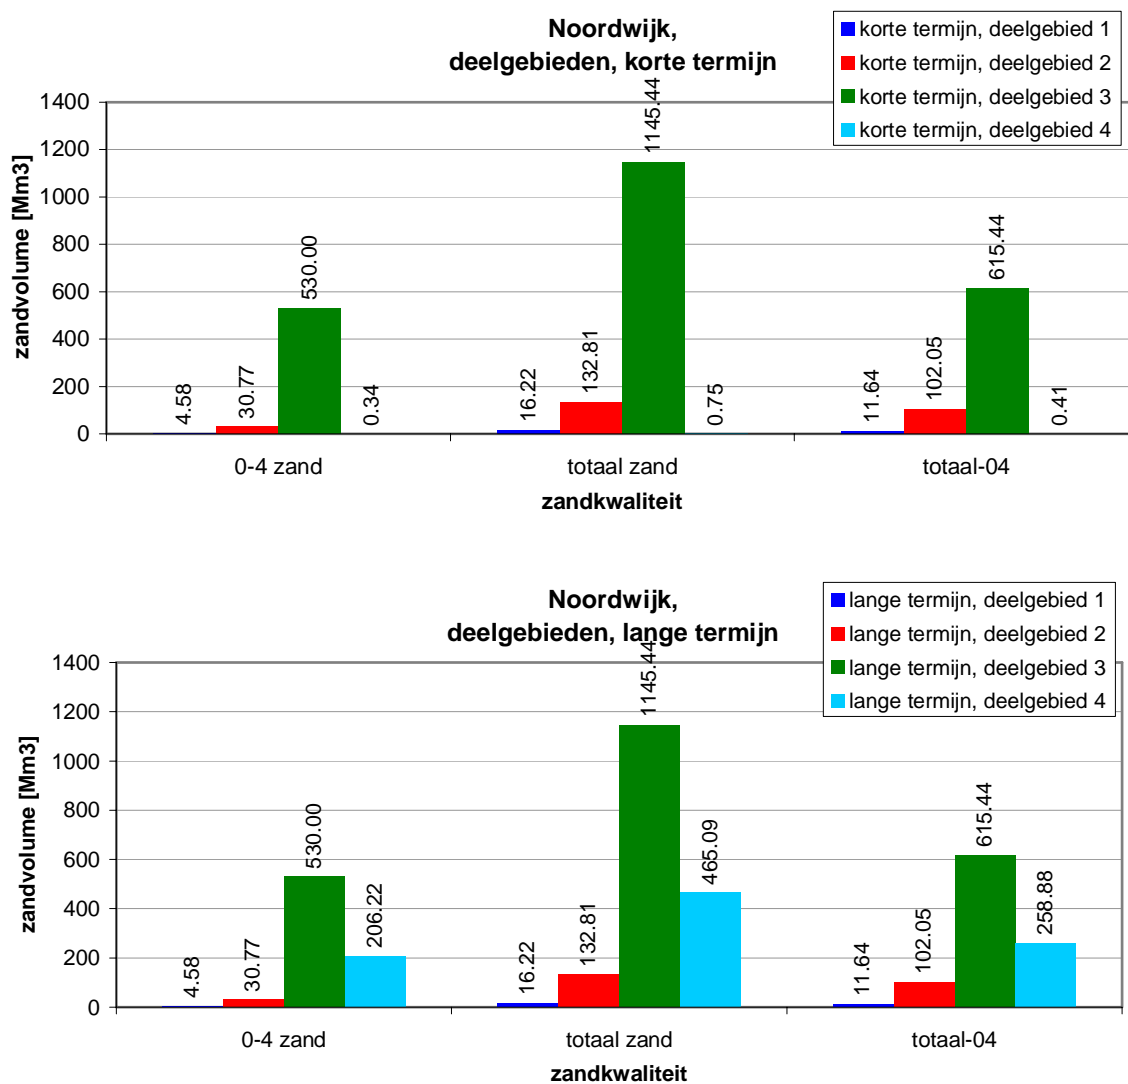 Noordwijk,
deelgebieden, korte termijn
korte termijn, deelgebied 1
korte termijn, deelgebied 2
korte termijn, deelgebied 3
korte termijn, deelgebied 4
zandvolume [Mm3]
1400
1200
1000
800
600
400
200
0
4.58
30.77
530.00
0.34
16.22
132.81
1145.44
0.75
11.64
102.05
615.44
0.41
0-4 zand
totaal zand
totaal-04
zandkwaliteit
Noordwijk,
deelgebieden, lange termijn
lange termijn, deelgebied 1
lange termijn, deelgebied 2
lange termijn, deelgebied 3
lange termijn, deelgebied 4
zandvolume [Mm3]
1400
1200
1000
800
600
400
200
0
4.58
30.77
530.00
206.22
16.22
132.81
1145.44
465.09
11.64
102.05
615.44
258.88
0-4 zand
totaal zand
totaal-04
zandkwaliteit